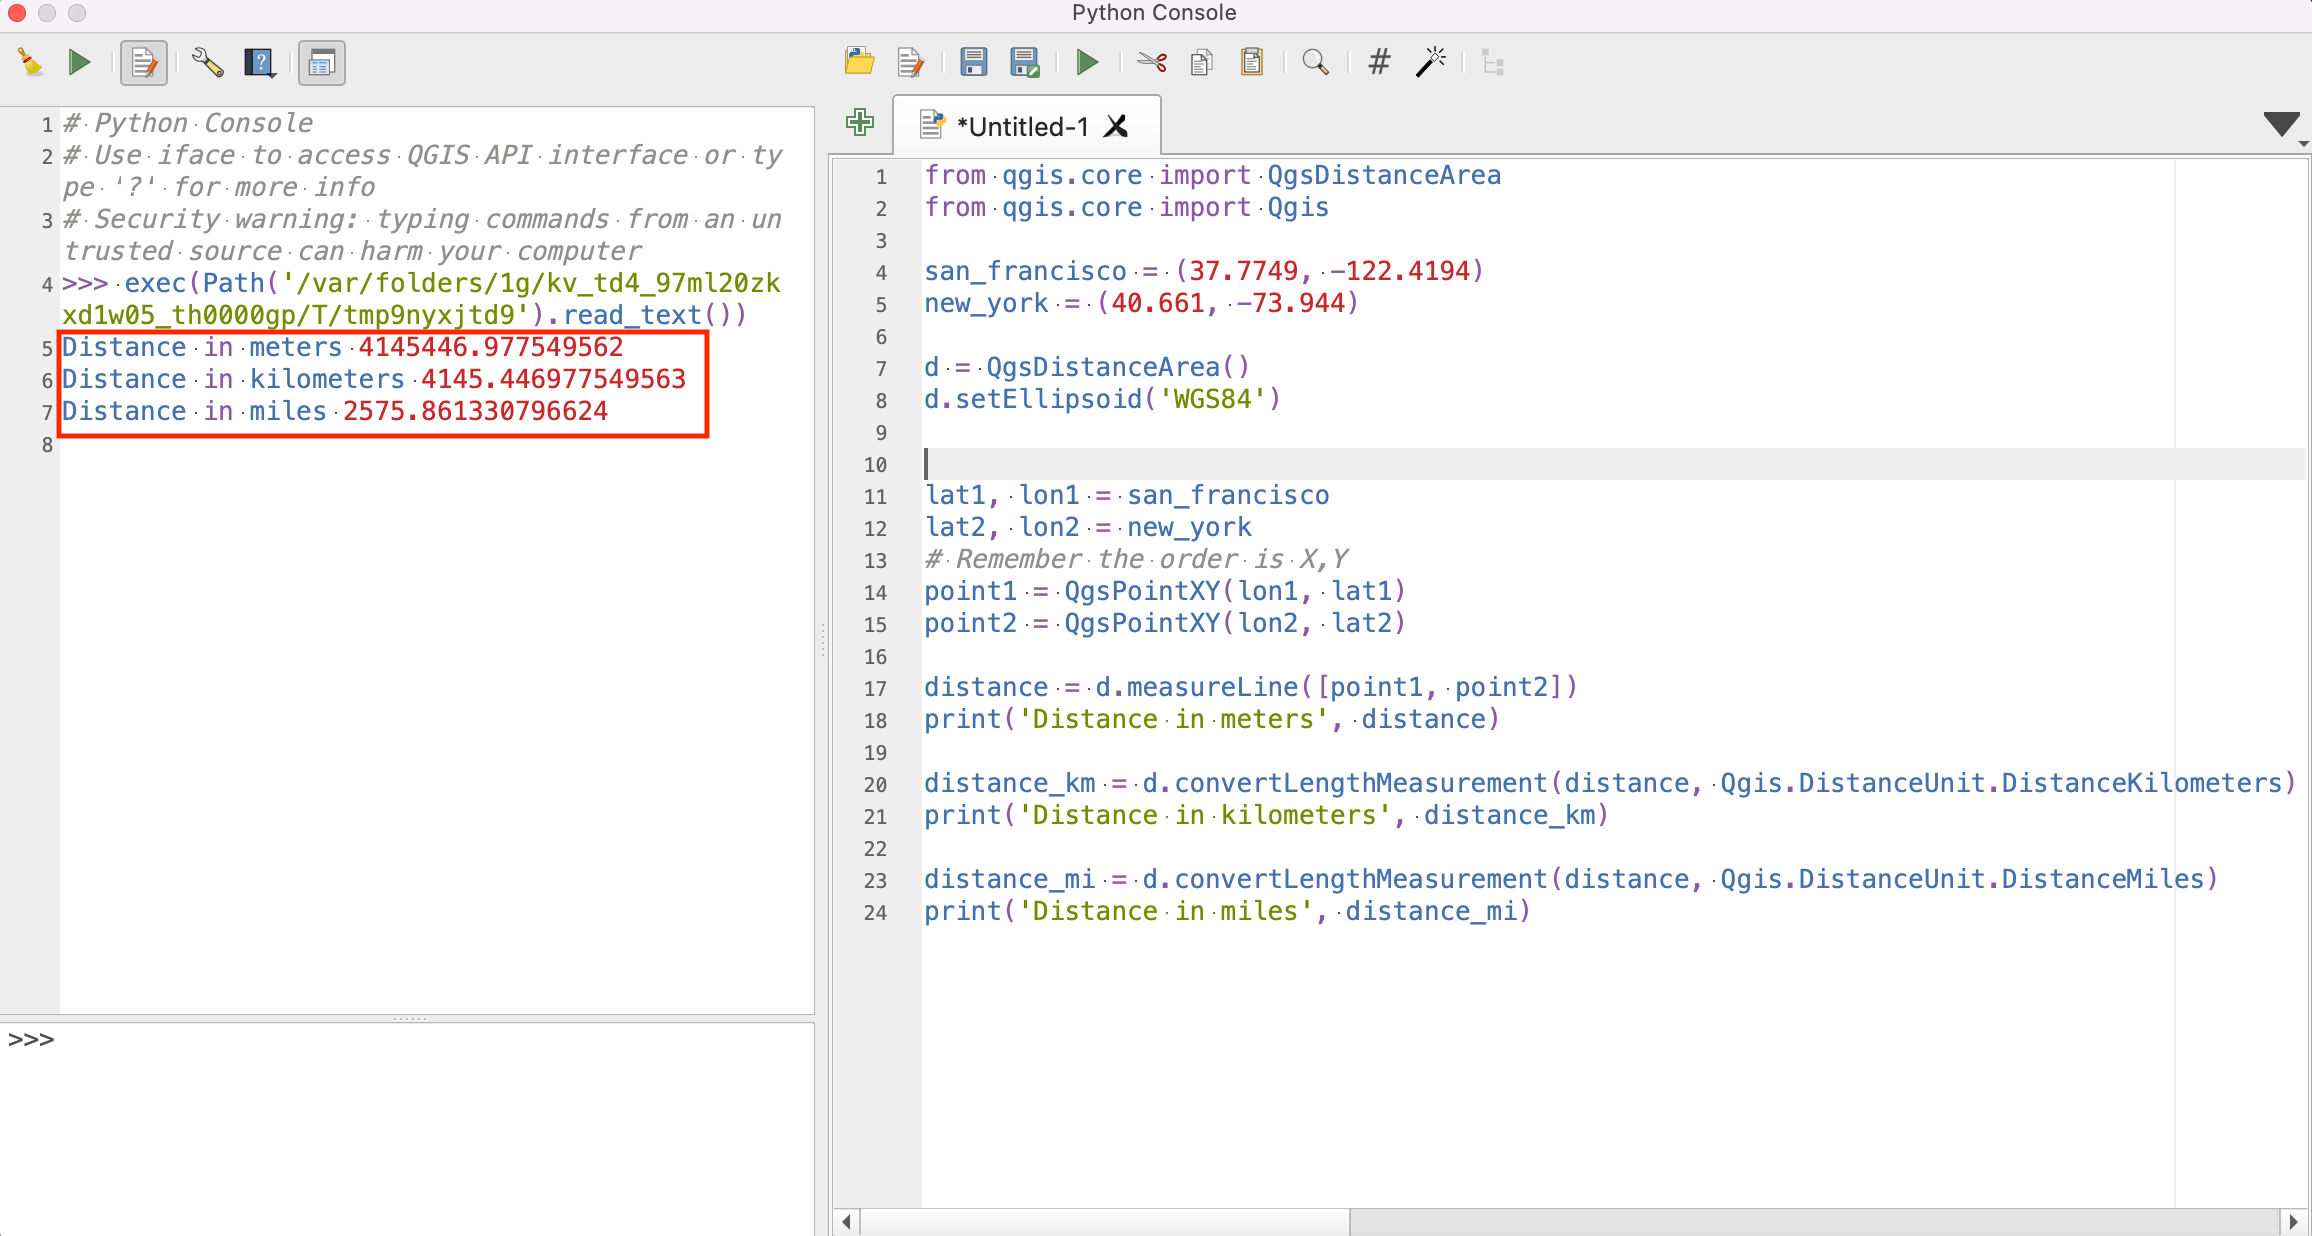 Python Console
1 # Python Console
2 # Use iface to access QGIS API interface or ty
pe '?' for more info
3 # Security warning: typing commands from an un
trusted source can harm your computer
4 >>> exec(Path('/var/folders/1g/kv_td4_97ml20zk
xd1w05_th0000gp/T/tmp9nyxjtd9').read_text())
5 Distance in meters 4145446.977549562
6 Distance in kilometers 4145.446977549563
7 Distance in miles 2575.861330796624
8
>>>
*Untitled-1
1 from qgis.core import QgsDistanceArea
2 from qgis.core import Qgis
3
4 san_francisco = (37.7749, -122.4194)
5 new_york = (40.661, -73.944)
6
7 d = QgsDistanceArea()
8 d.setEllipsoid('WGS84')
9
10
11 lat1, lon1 = san_francisco
12 lat2, lon2 = new_york
13 # Remember the order is X,Y
14 point1 = QgsPointXY(lon1, lat1)
15 point2 = QgsPointXY(lon2, lat2)
16
17 distance = d.measureLine([point1, point2])
18 print('Distance in meters', distance)
19
20 distance_km = d.convertLengthMeasurement(distance, Qgis.DistanceUnit.DistanceKilometers)
21 print('Distance in kilometers', distance_km)
22
23 distance_mi = d.convertLengthMeasurement(distance, Qgis.DistanceUnit.DistanceMiles)
24 print('Distance in miles', distance_mi)